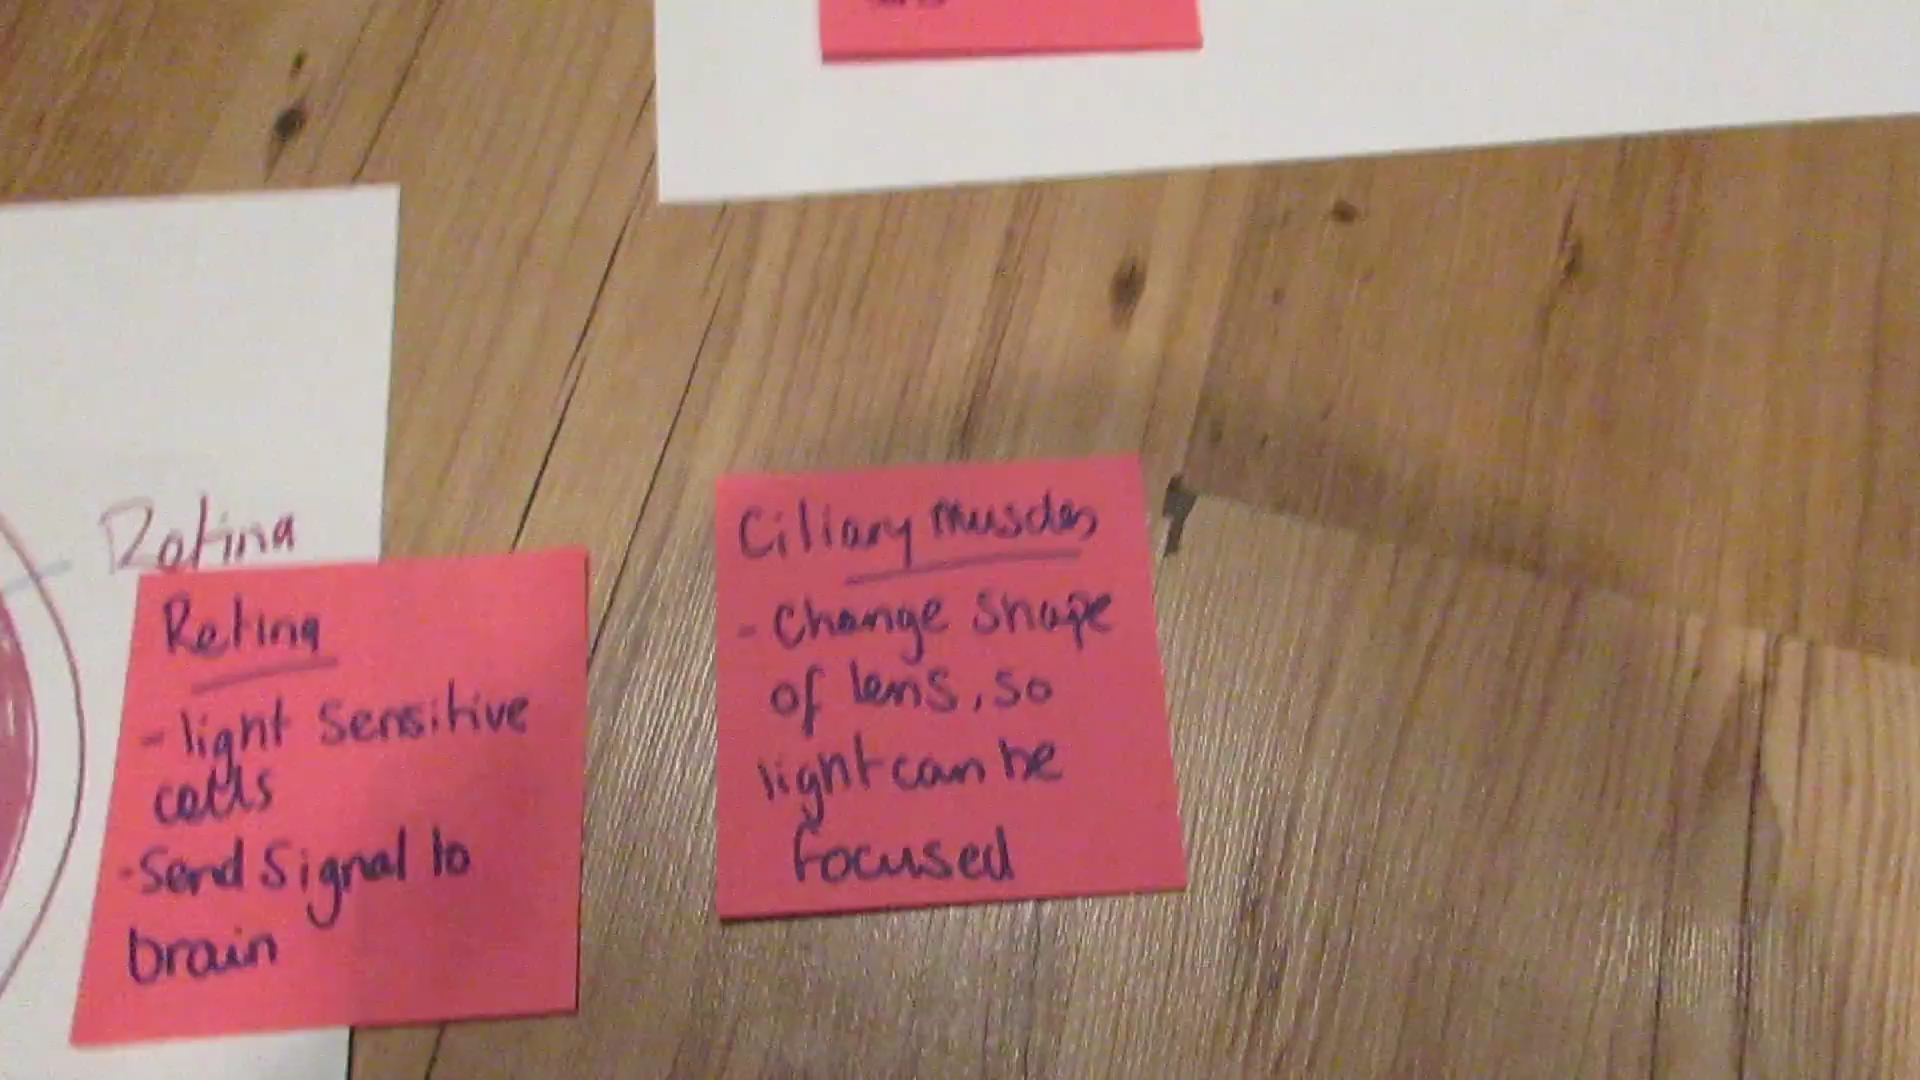 Retina
Retina
- light sensitive
cells
- Send Signal to
brain
Ciliary muscles
- Change shape
of lens, so
light can be
focused